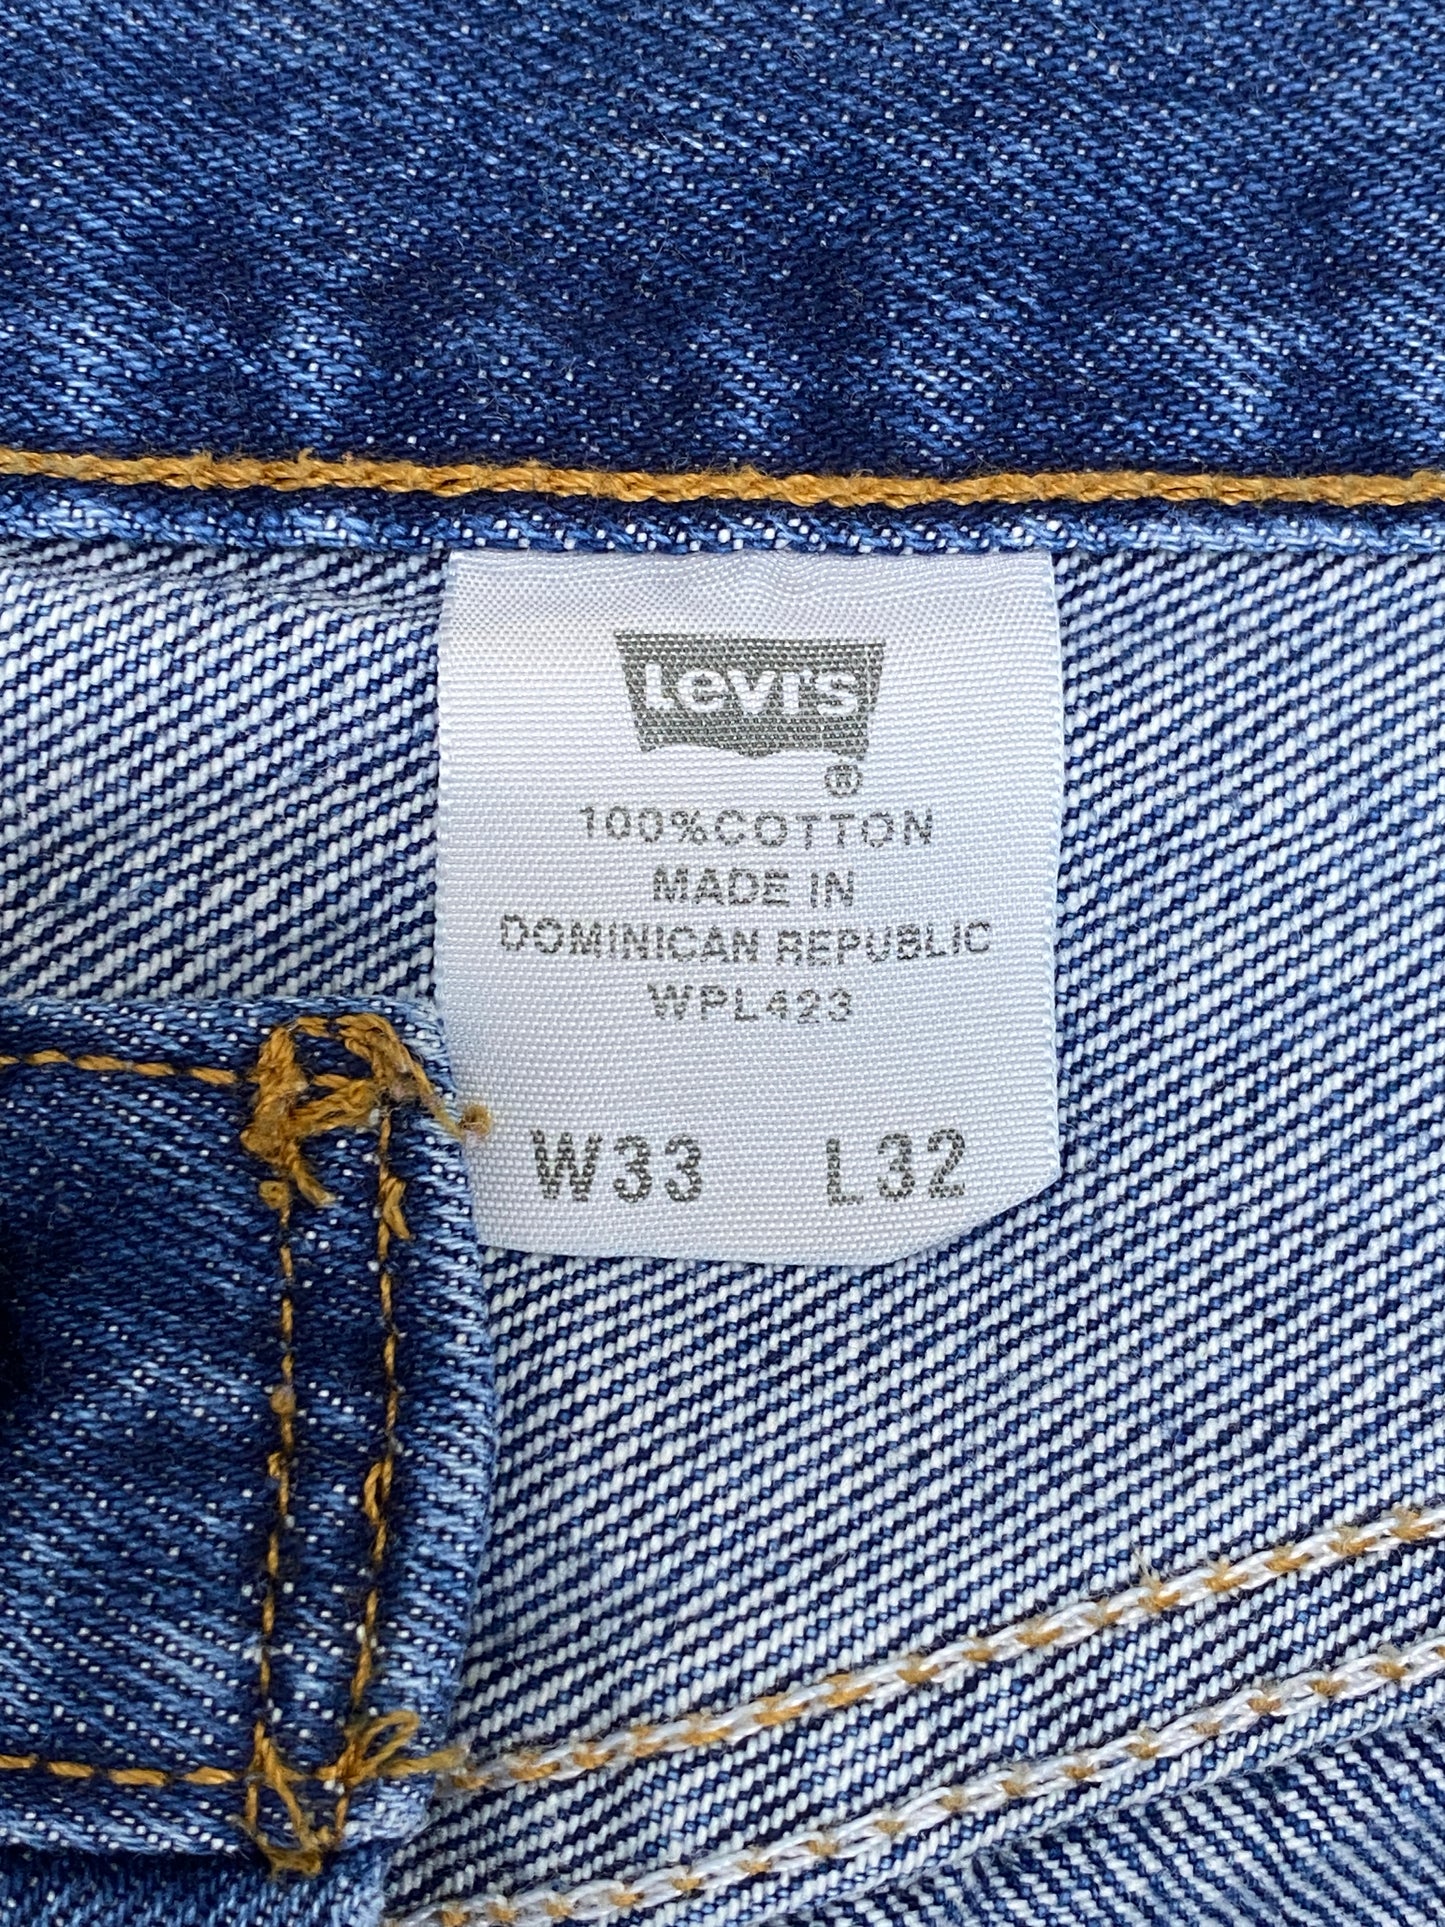 Levi's
®
100%COTTON
MADE IN
DOMINICAN REPUBLIC
WPL423
W33 L32